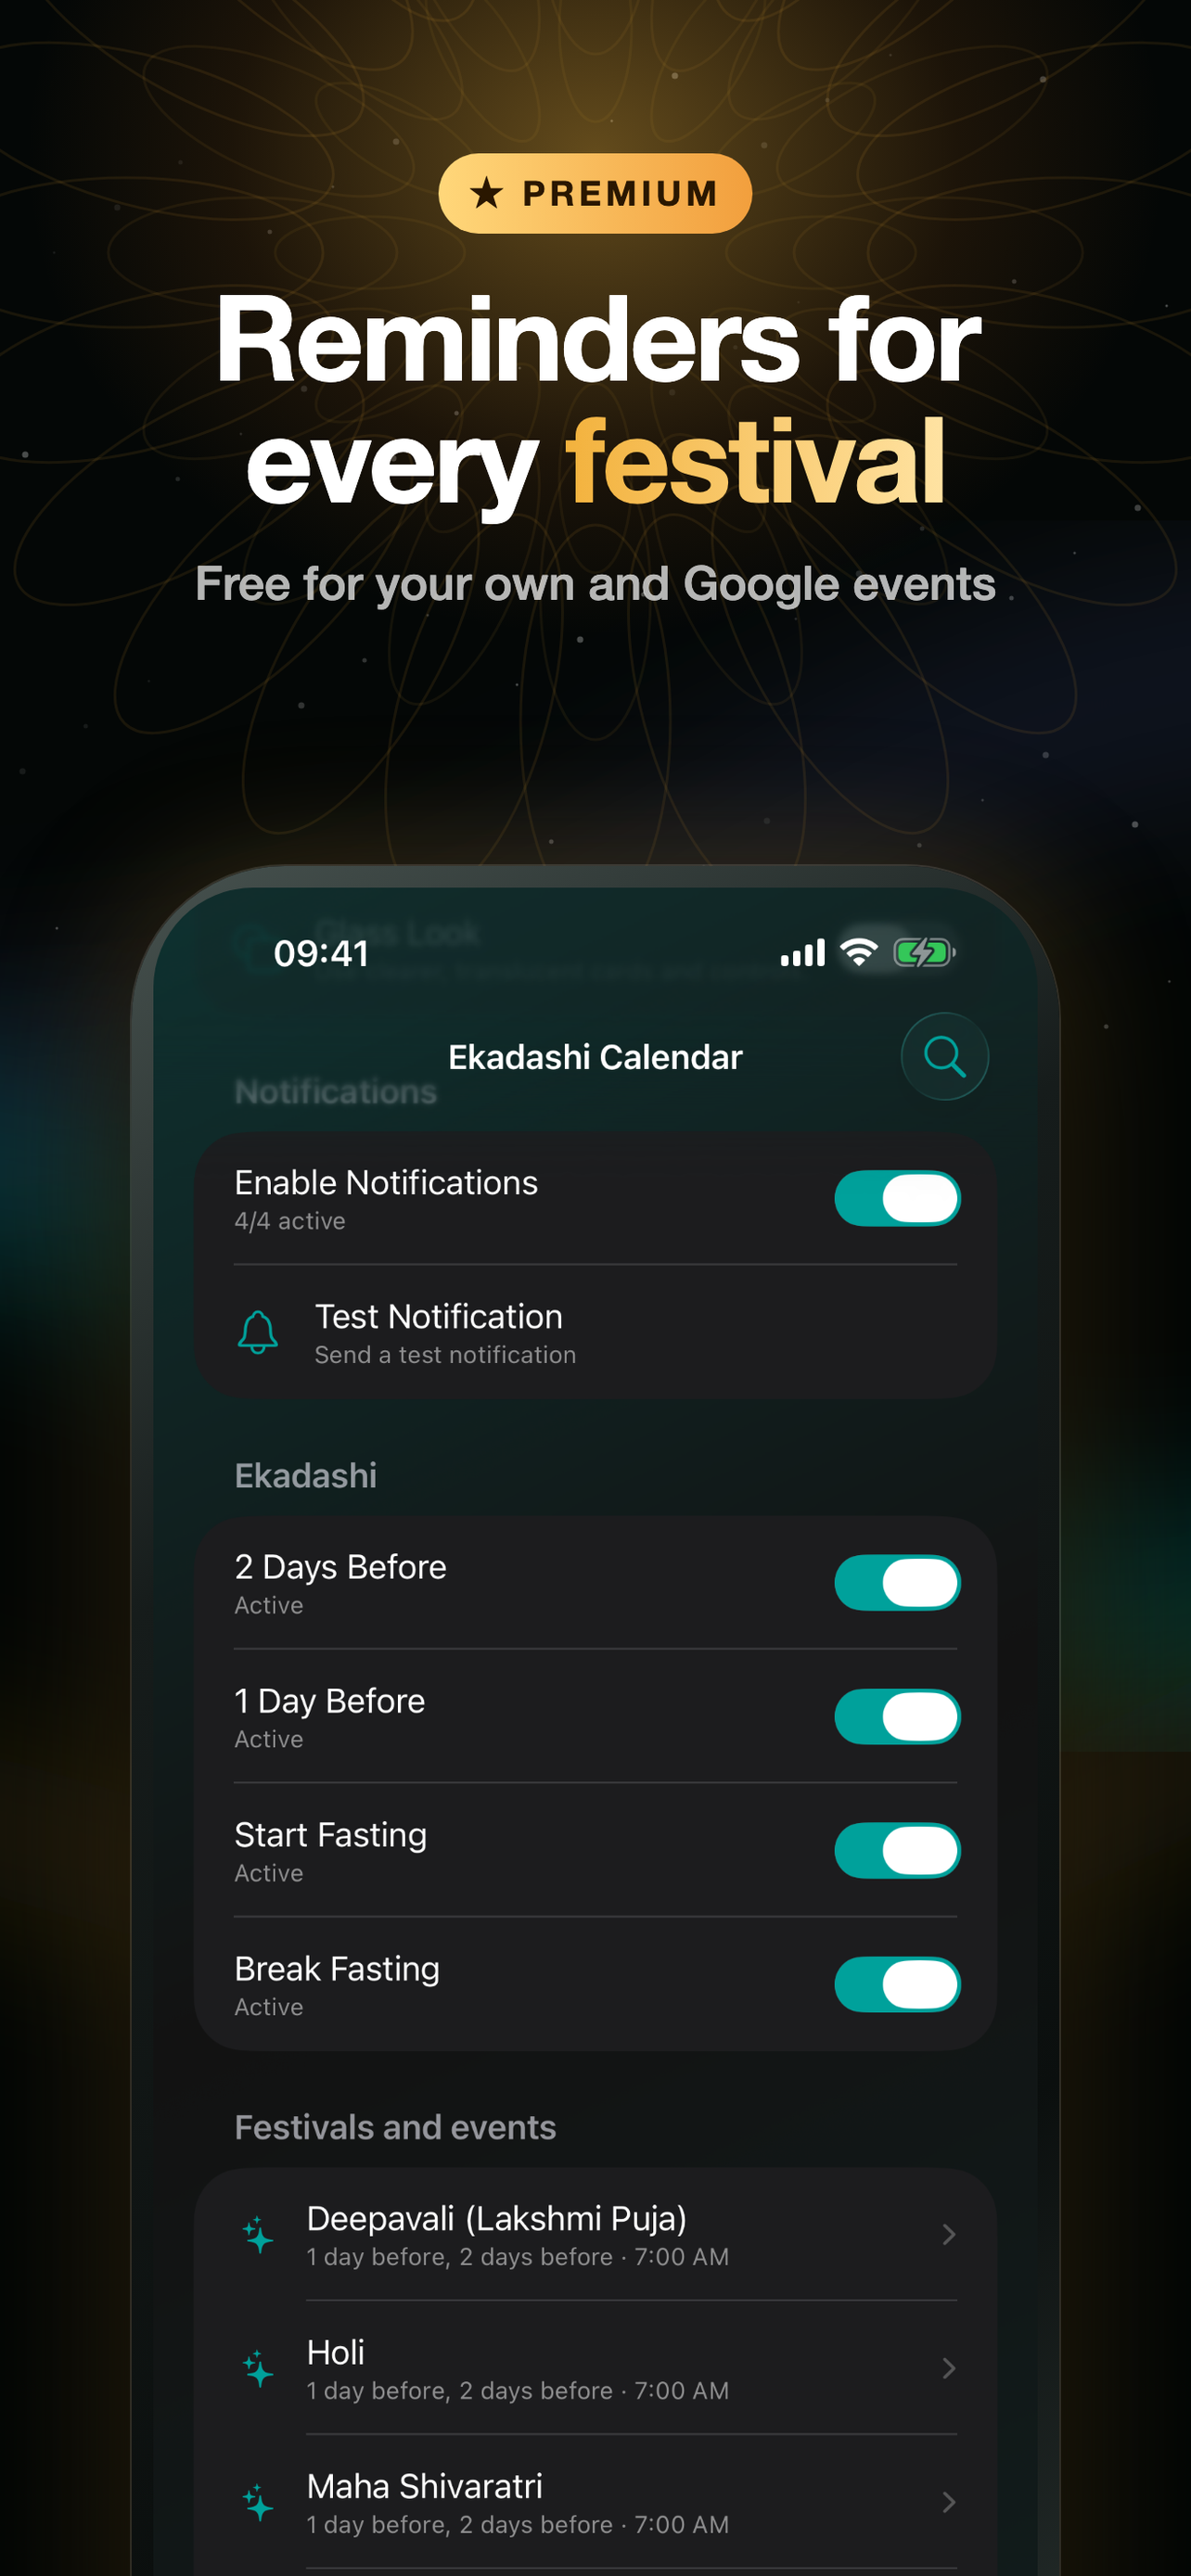 ★ PREMIUM
Reminders for
every festival
Free for your own and Google events
Glass Look
09:41
Ekadashi Calendar
Notifications
Enable Notifications
4/4 active
Test Notification
Send a test notification
Ekadashi
2 Days Before
Active
1 Day Before
Active
Start Fasting
Active
Break Fasting
Active
Festivals and events
Deepavali (Lakshmi Puja)
1 day before, 2 days before · 7:00 AM
Holi
1 day before, 2 days before · 7:00 AM
Maha Shivaratri
1 day before, 2 days before · 7:00 AM